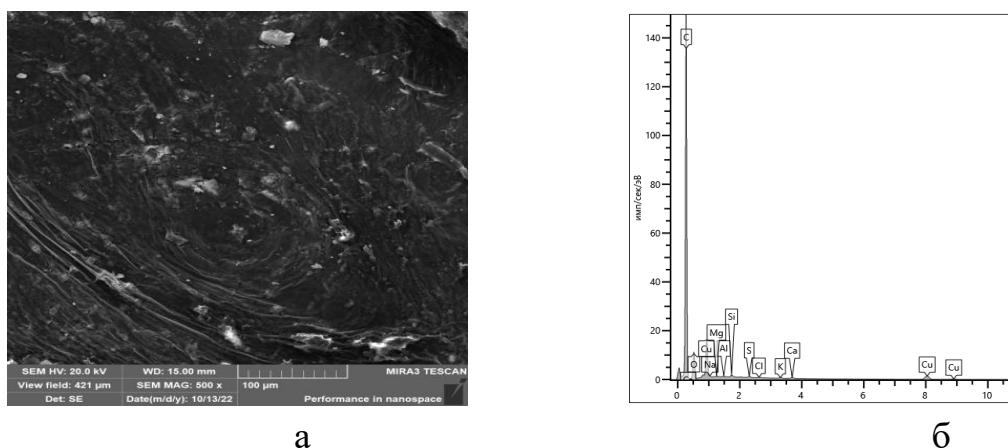 SEM HV: 20.0 kV WD: 15.00 mm MIRA3 TESCAN
View field: 421 µm SEM MAG: 500 x 100 µm
Det: SE Date(m/d/y): 10/13/22 Performance in nanospace
а
140
120
100
80
60
40
20
0
имп/сек/эВ
C
O
Cu
Na
Mg
Al
Si
S
Cl
K
Ca
Cu
Cu
0 2 4 6 8 10
б